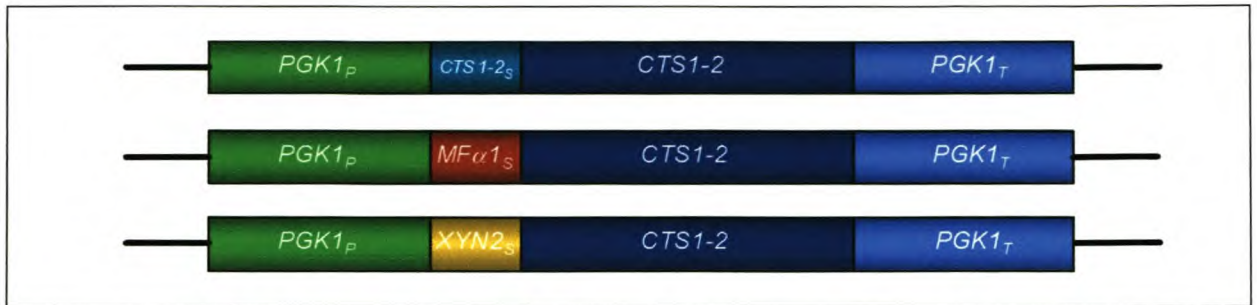 PGK1P CTS1-2S CTS1-2 PGK1T
PGK1P MFα1S CTS1-2 PGK1T
PGK1P XYN2S CTS1-2 PGK1T